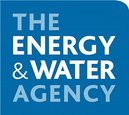 THE
ENERGY
& WATER
AGENCY